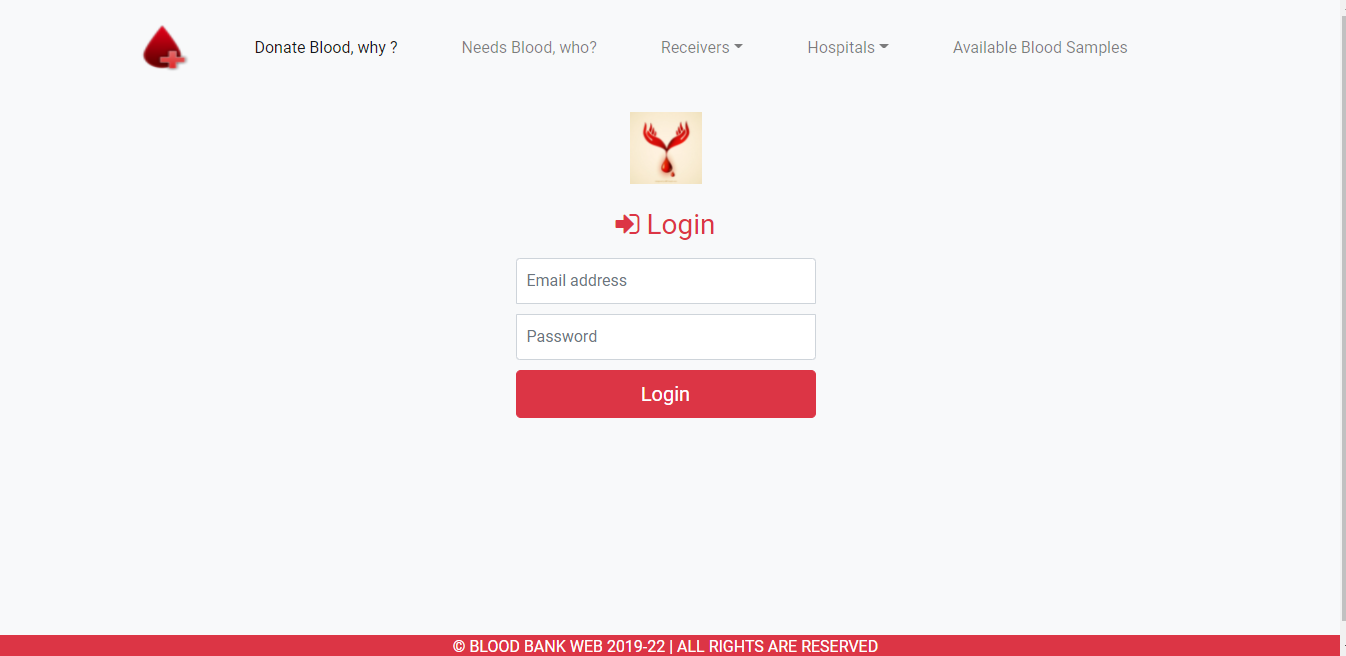 Donate Blood, why ? Needs Blood, who? Receivers Hospitals Available Blood Samples
Login
Email address
Password
Login
© BLOOD BANK WEB 2019-22 | ALL RIGHTS ARE RESERVED